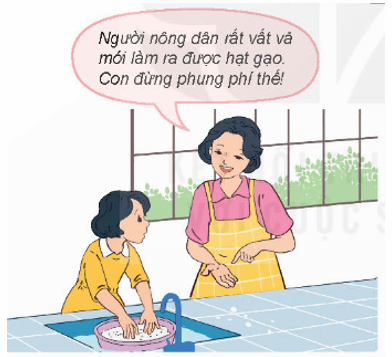 Người nông dân rất vất vả
mới làm ra được hạt gạo.
Con đừng phung phí thế!